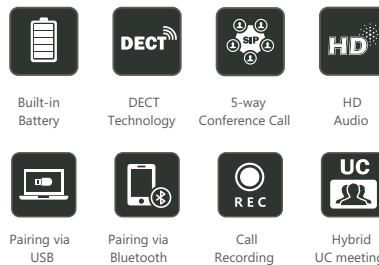 DECT
SIP
HD
Built-in
Battery
DECT
Technology
5-way
Conference Call
HD
Audio
REC
UC
Pairing via
USB
Pairing via
Bluetooth
Call
Recording
Hybrid
UC meeting